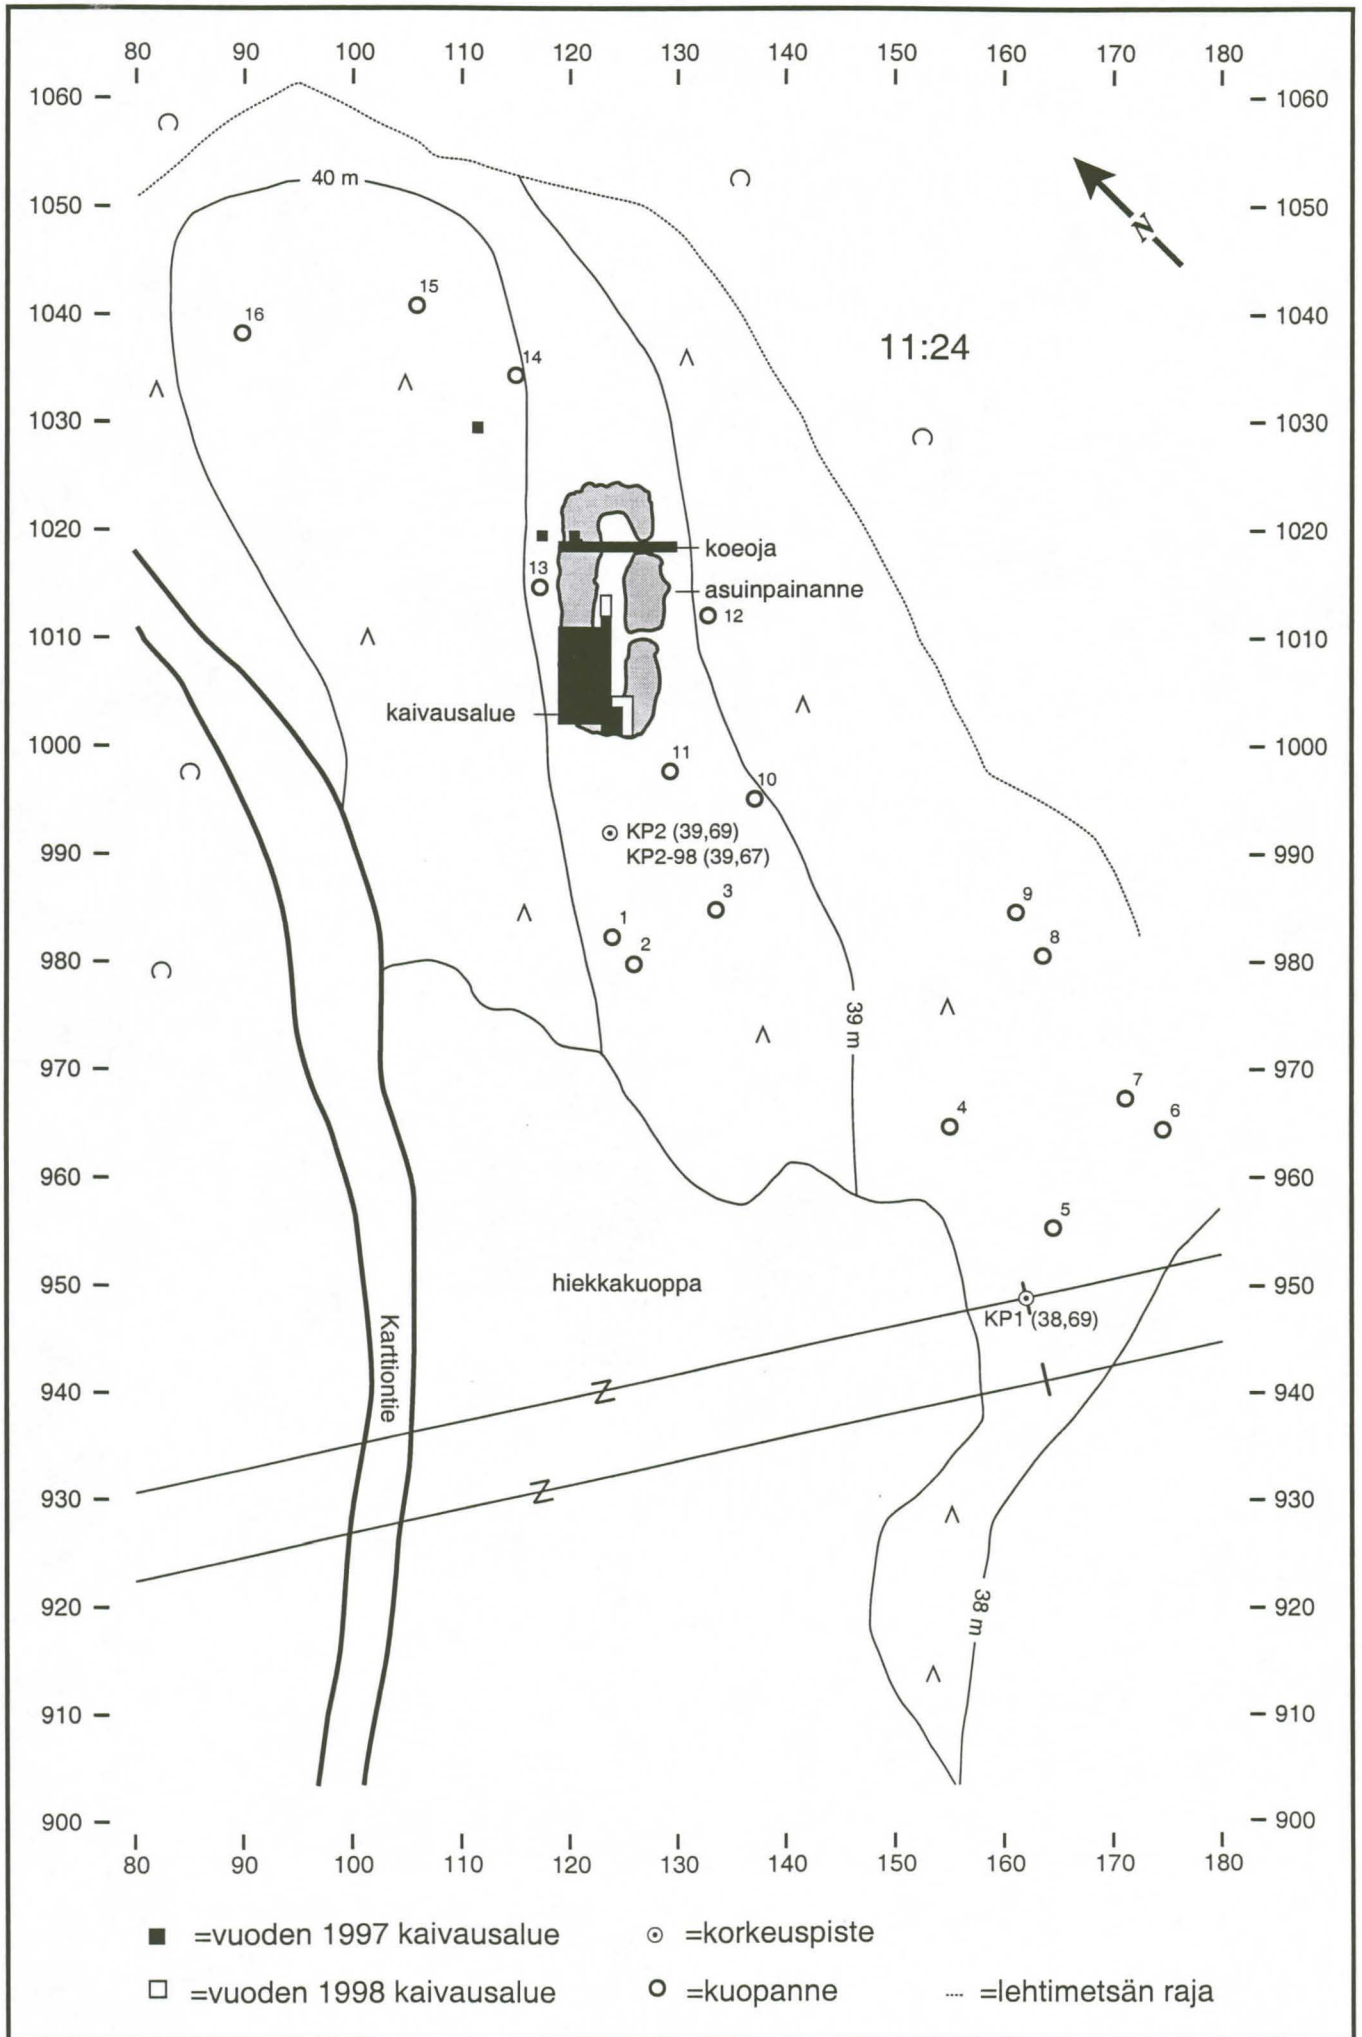 80 90 100 110 120 130 140 150 160 170 180
1060 1060
40 m
1050 1050
N
15
16
1040 1040
11:24
14
1030 1030
1020 1020
koeoja
13
asuinpainanne
12
1010 1010
kaivausalue
1000 1000
11
10
KP2 (39,69)
990 990
KP2-98 (39,67)
3
9
1
2
8
980 980
39 m
970 970
7
4
6
960 960
5
hiekkakuoppa
950 950
KP1 (38,69)
Karttiontie
940 940
930 930
920 920
38 m
910 910
900 900
80 90 100 110 120 130 140 150 160 170 180
=vuoden 1997 kaivausalue =korkeuspiste
=vuoden 1998 kaivausalue =kuopanne =lehtimetsän raja